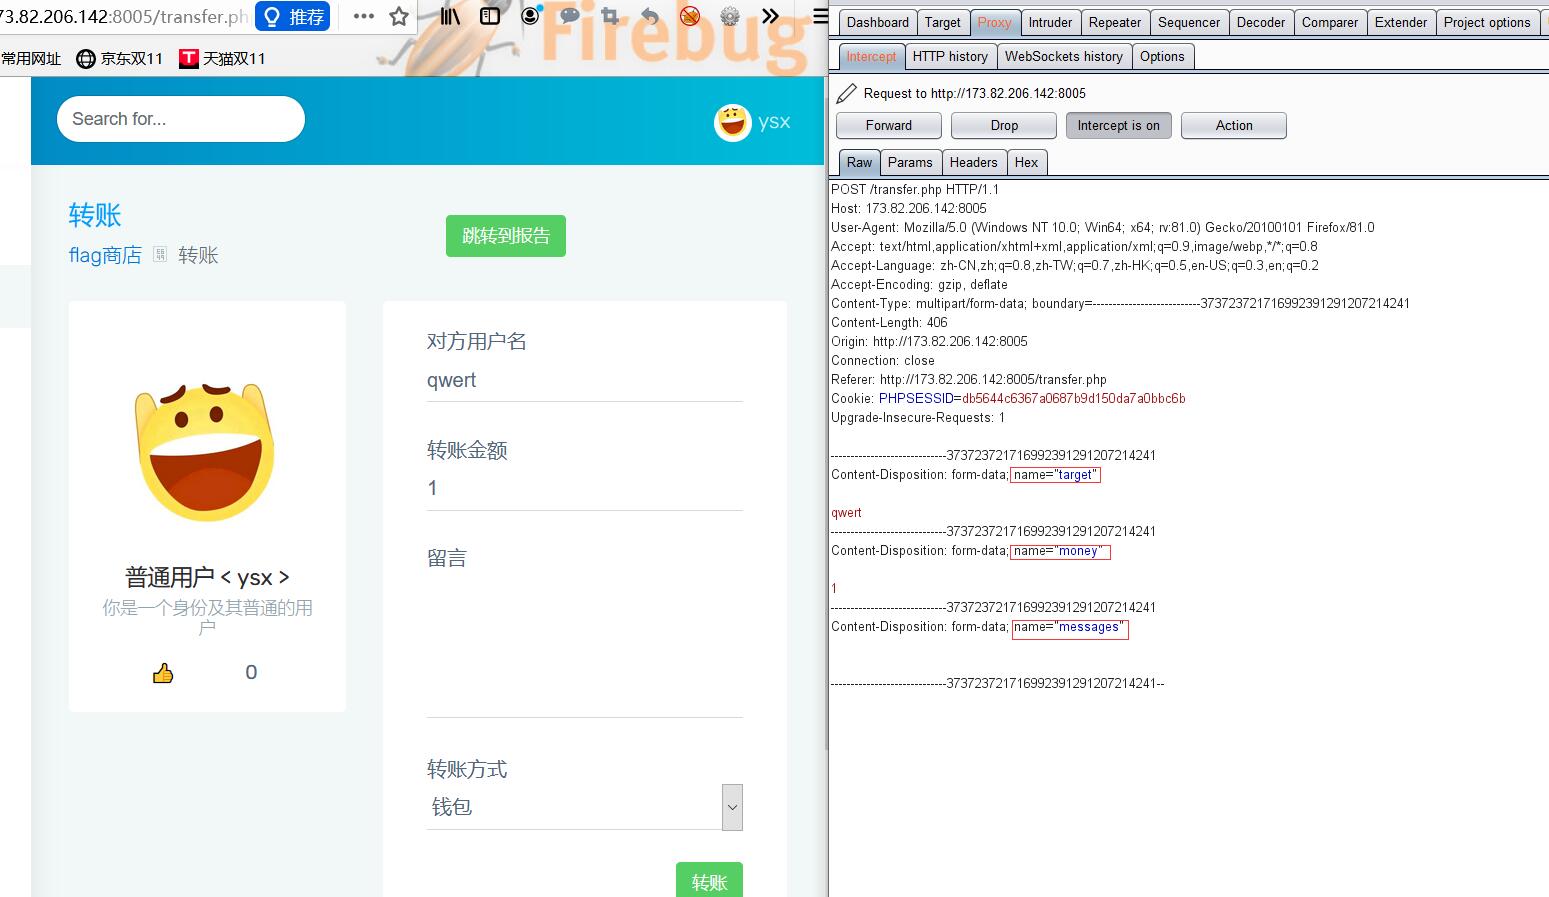 73.82.206.142:8005/transfer.ph
推荐
Firebug
常用网址
京东双11
T 天猫双11
Search for...
ysx
转账
flag商店
转账
跳转到报告
普通用户 < ysx >
你是一个身份及其普通的用
户
0
对方用户名
qwert
转账金额
1
留言
转账方式
钱包
转账
Dashboard Target Proxy Intruder Repeater Sequencer Decoder Comparer Extender Project options
Intercept HTTP history WebSockets history Options
Request to http://173.82.206.142:8005
Forward Drop Intercept is on Action
Raw Params Headers Hex
POST /transfer.php HTTP/1.1
Host: 173.82.206.142:8005
User-Agent: Mozilla/5.0 (Windows NT 10.0; Win64; x64; rv:81.0) Gecko/20100101 Firefox/81.0
Accept: text/html,application/xhtml+xml,application/xml;q=0.9,image/webp,*/*;q=0.8
Accept-Language: zh-CN,zh;q=0.8,zh-TW;q=0.7,zh-HK;q=0.5,en-US;q=0.3,en;q=0.2
Accept-Encoding: gzip, deflate
Content-Type: multipart/form-data; boundary=---------------------------373723721716992391291207214241
Content-Length: 406
Origin: http://173.82.206.142:8005
Connection: close
Referer: http://173.82.206.142:8005/transfer.php
Cookie: PHPSESSID=db5644c6367a0687b9d150da7a0bbc6b
Upgrade-Insecure-Requests: 1
-----------------------------373723721716992391291207214241
Content-Disposition: form-data; name="target"
qwert
-----------------------------373723721716992391291207214241
Content-Disposition: form-data; name="money"
1
-----------------------------373723721716992391291207214241
Content-Disposition: form-data; name="messages"
-----------------------------373723721716992391291207214241--